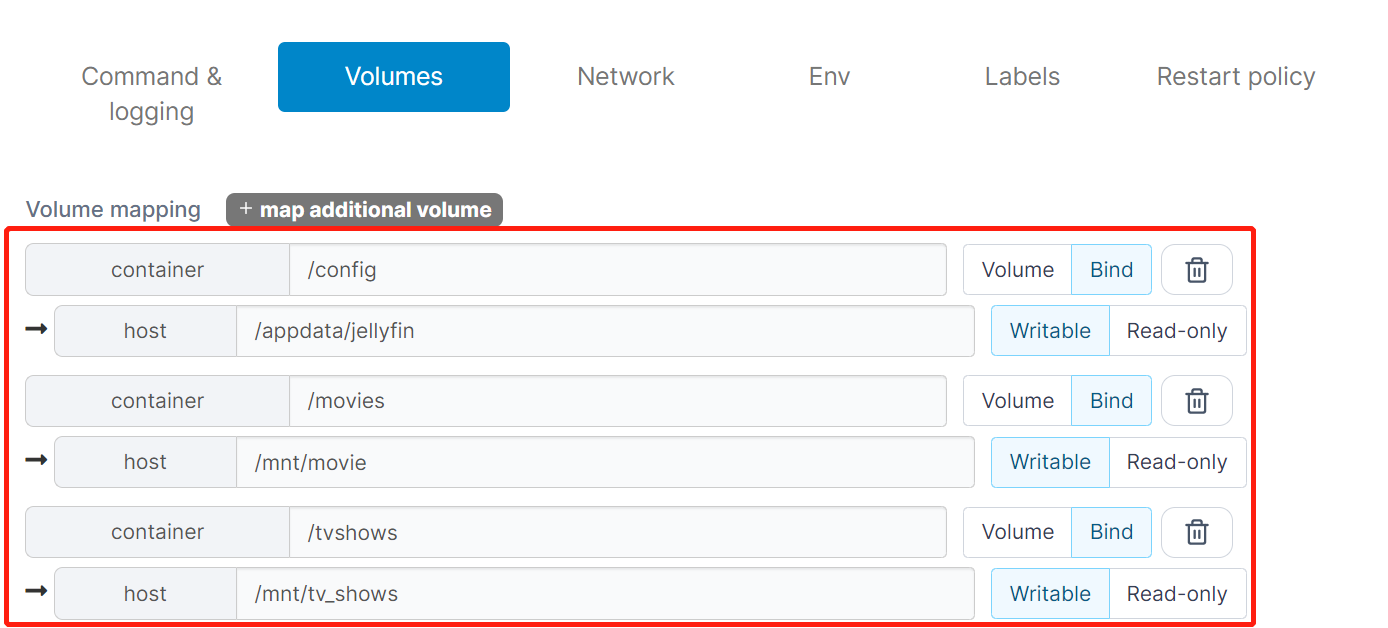 Command & logging Volumes Network Env Labels Restart policy
Volume mapping + map additional volume
container /config Volume Bind
host /appdata/jellyfin Writable Read-only
container /movies Volume Bind
host /mnt/movie Writable Read-only
container /tvshows Volume Bind
host /mnt/tv_shows Writable Read-only